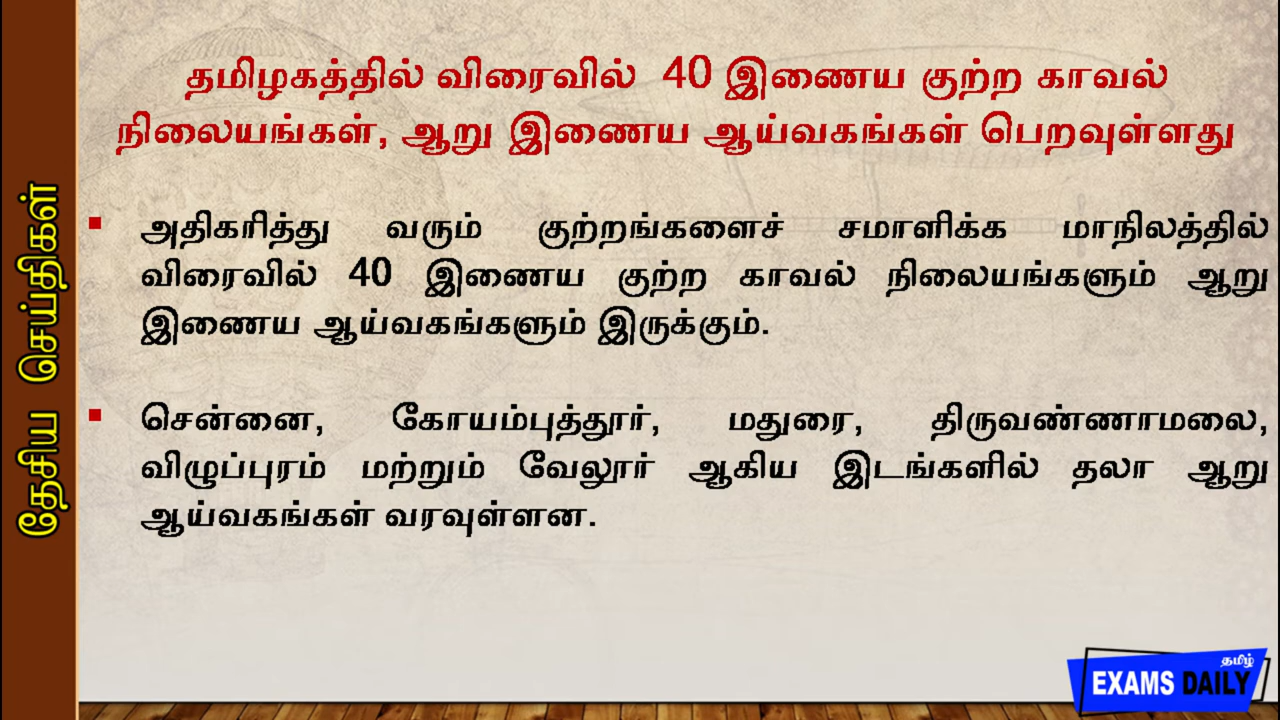 தமிழகத்தில் விரைவில் 40 இணைய குற்ற காவல்
நிலையங்கள், ஆறு இணைய ஆய்வகங்கள் பெறவுள்ளது
தேசிய செய்திகள்
▪ அதிகரித்து வரும் குற்றங்களைச் சமாளிக்க மாநிலத்தில்
விரைவில் 40 இணைய குற்ற காவல் நிலையங்களும் ஆறு
இணைய ஆய்வகங்களும் இருக்கும்.
▪ சென்னை, கோயம்புத்தூர், மதுரை, திருவண்ணாமலை,
விழுப்புரம் மற்றும் வேலூர் ஆகிய இடங்களில் தலா ஆறு
ஆய்வகங்கள் வரவுள்ளன.
தமிழ்
EXAMS DAILY